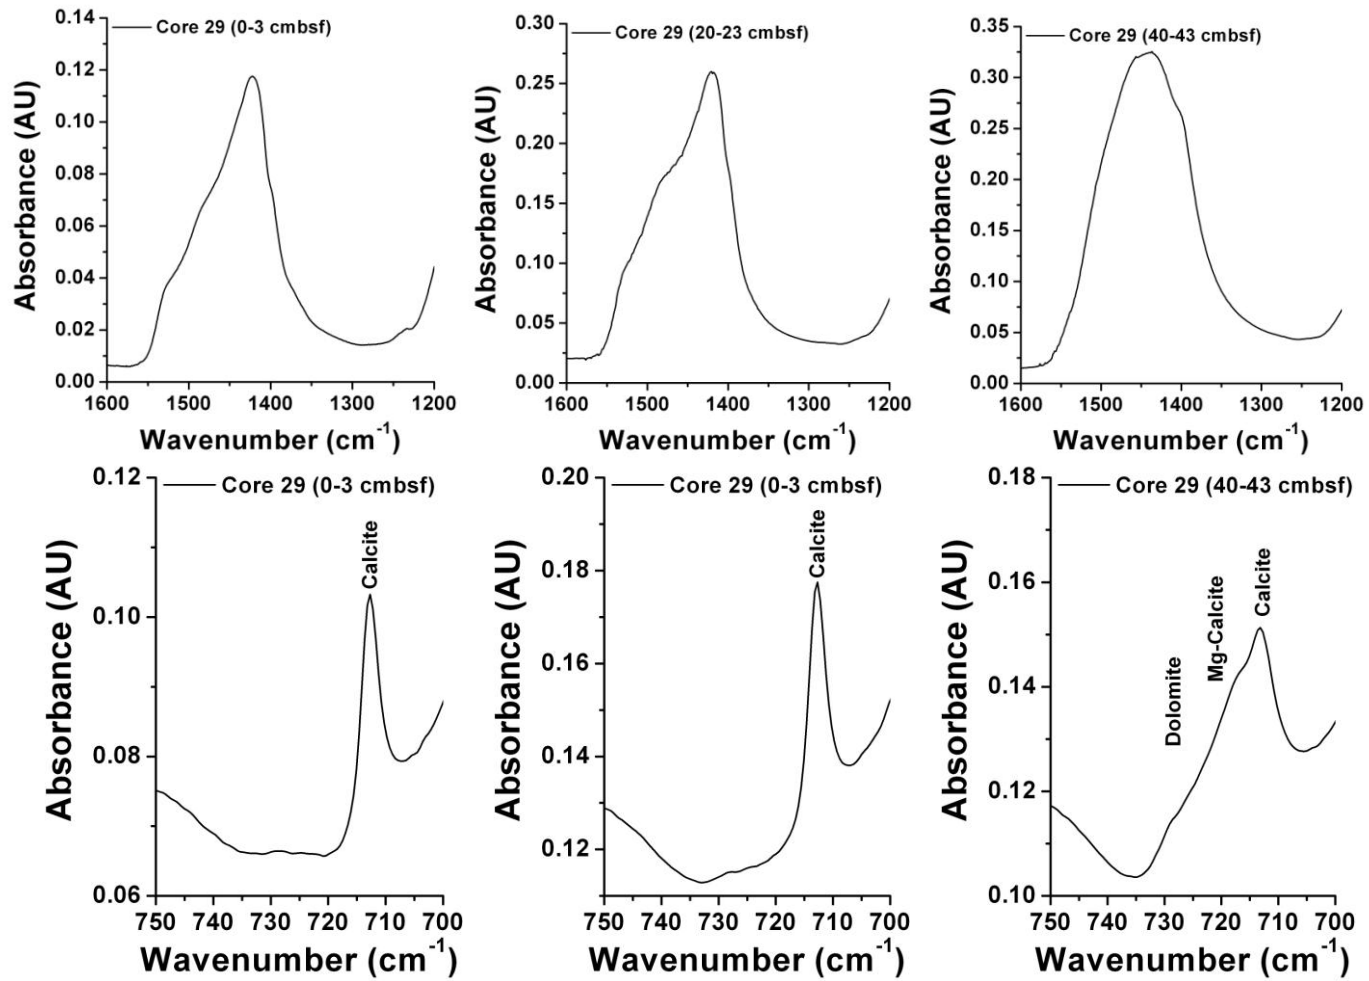 Core 29 (0-3 cmbsf)
0.14
0.12
0.10
0.08
0.06
0.04
0.02
0.00
Absorbance (AU)
1600 1500 1400 1300 1200
Wavenumber (cm-1)
Core 29 (20-23 cmbsf)
0.30
0.25
0.20
0.15
0.10
0.05
0.00
Absorbance (AU)
1600 1500 1400 1300 1200
Wavenumber (cm-1)
Core 29 (40-43 cmbsf)
0.35
0.30
0.25
0.20
0.15
0.10
0.05
0.00
Absorbance (AU)
1600 1500 1400 1300 1200
Wavenumber (cm-1)
Core 29 (0-3 cmbsf)
0.12
0.10
0.08
0.06
Absorbance (AU)
Calcite
750 740 730 720 710 700
Wavenumber (cm-1)
Core 29 (0-3 cmbsf)
0.20
0.18
0.16
0.14
0.12
Absorbance (AU)
Calcite
750 740 730 720 710 700
Wavenumber (cm-1)
Core 29 (40-43 cmbsf)
0.18
0.16
0.14
0.12
0.10
Absorbance (AU)
Dolomite
Mg-Calcite
Calcite
750 740 730 720 710 700
Wavenumber (cm-1)